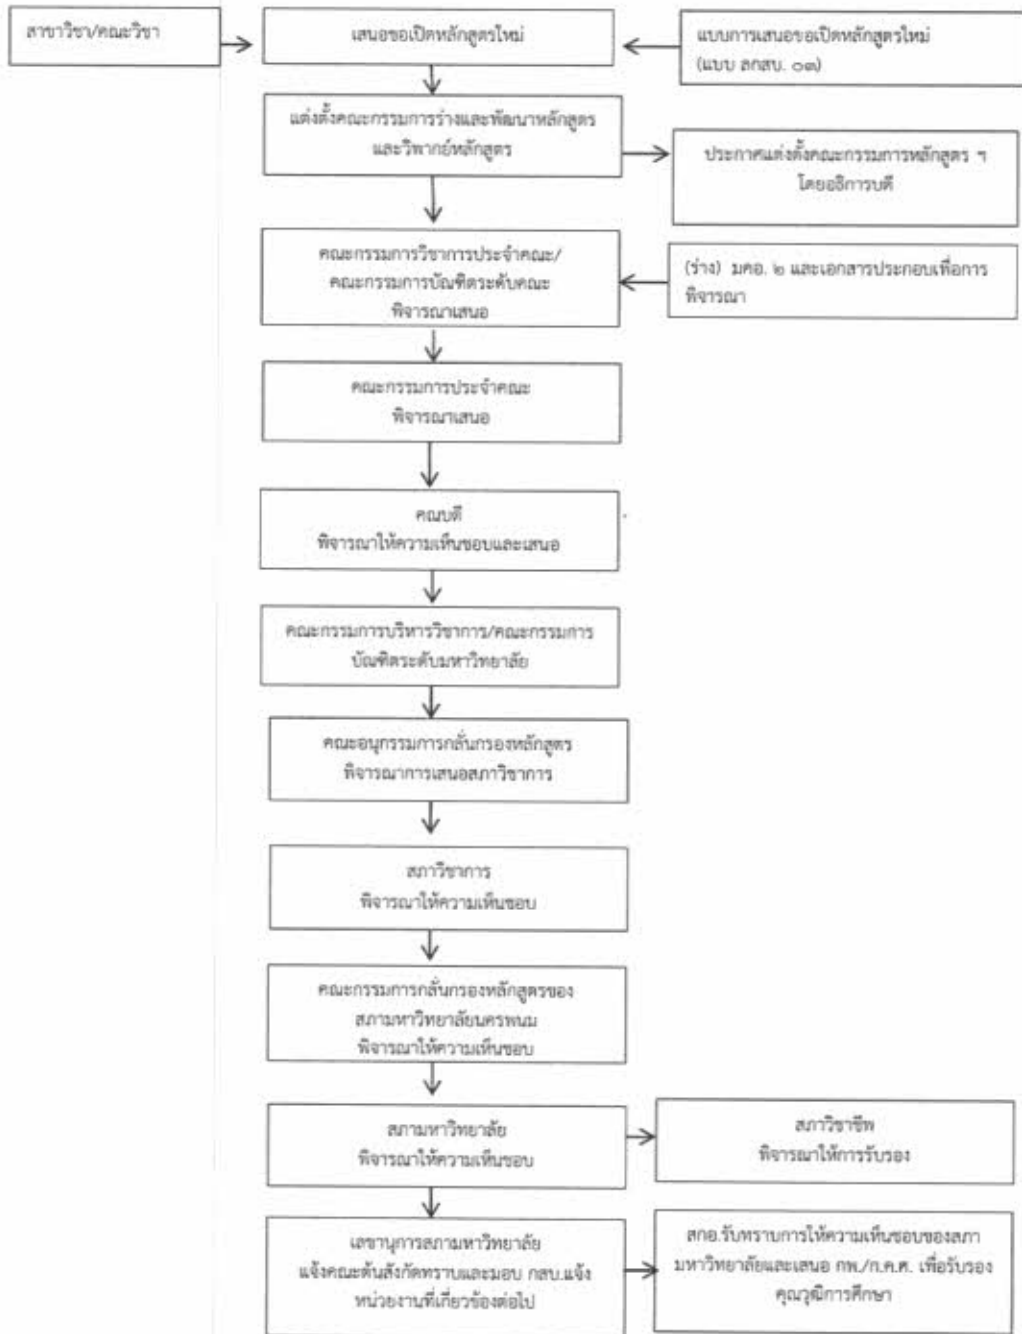 สาขาวิชา/คณะวิชา
เสนอขอเปิดหลักสูตรใหม่
แบบการเสนอขอเปิดหลักสูตรใหม่
(แบบ ลกสบ. ๐๓)
แต่งตั้งคณะกรรมการร่างและพัฒนาหลักสูตร
และวิพากย์หลักสูตร
ประกาศแต่งตั้งคณะกรรมการหลักสูตร ฯ
โดยอธิการบดี
คณะกรรมการวิชาการประจำคณะ/
คณะกรรมการบัณฑิตระดับคณะ
พิจารณาเสนอ
(ร่าง) มคอ. ๒ และเอกสารประกอบเพื่อการ
พิจารณา
คณะกรรมการประจำคณะ
พิจารณาเสนอ
คณบดี
พิจารณาให้ความเห็นชอบและเสนอ
คณะกรรมการบริหารวิชาการ/คณะกรรมการ
บัณฑิตระดับมหาวิทยาลัย
คณะอนุกรรมการกลั่นกรองหลักสูตร
พิจารณาการเสนอสภาวิชาการ
สภาวิชาการ
พิจารณาให้ความเห็นชอบ
คณะกรรมการกลั่นกรองหลักสูตรของ
สภามหาวิทยาลัยนครพนม
พิจารณาให้ความเห็นชอบ
สภามหาวิทยาลัย
พิจารณาให้ความเห็นชอบ
สภาวิชาชีพ
พิจารณาให้การรับรอง
เลขานุการสภามหาวิทยาลัย
แจ้งคณะต้นสังกัดทราบและมอบ กสบ.แจ้ง
หน่วยงานที่เกี่ยวข้องต่อไป
สกอ.รับทราบการให้ความเห็นชอบของสภา
มหาวิทยาลัยและเสนอ กพ./ก.ค.ศ. เพื่อรับรอง
คุณวุฒิการศึกษา